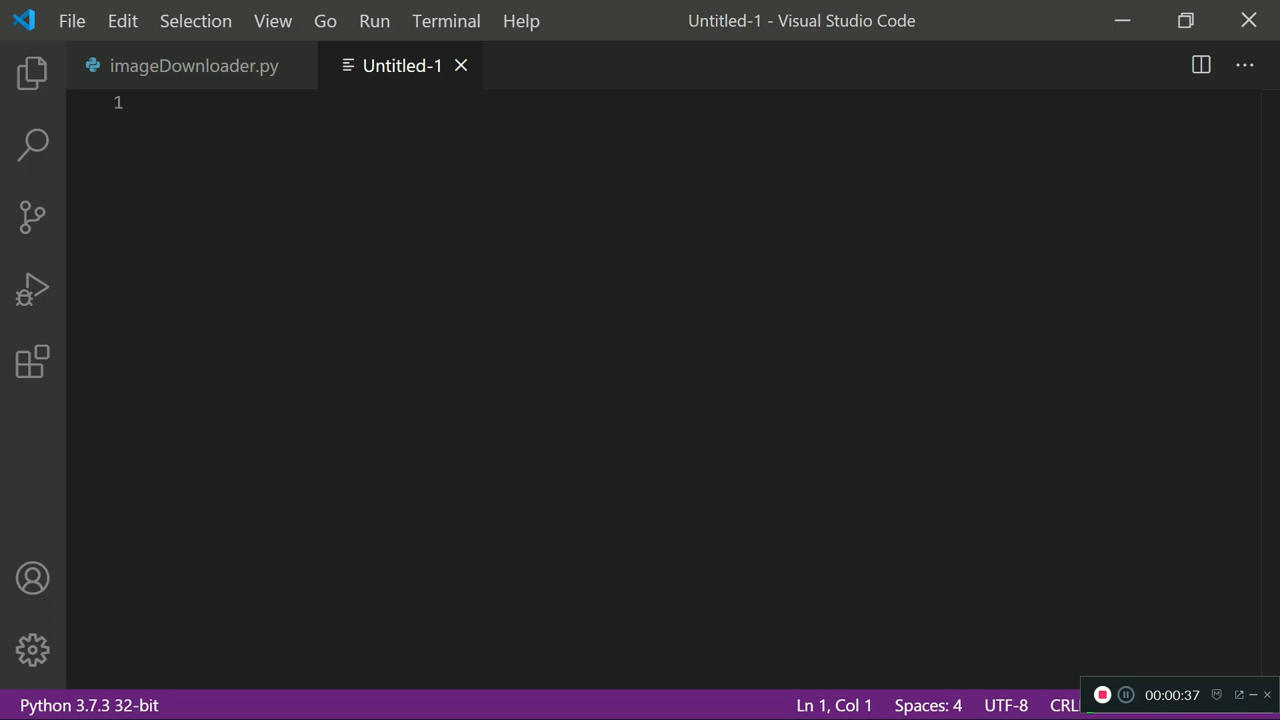 File Edit Selection View Go Run Terminal Help Untitled-1 - Visual Studio Code
imageDownloader.py Untitled-1
1
Python 3.7.3 32-bit Ln 1, Col 1 Spaces: 4 UTF-8 CRL
00:00:37